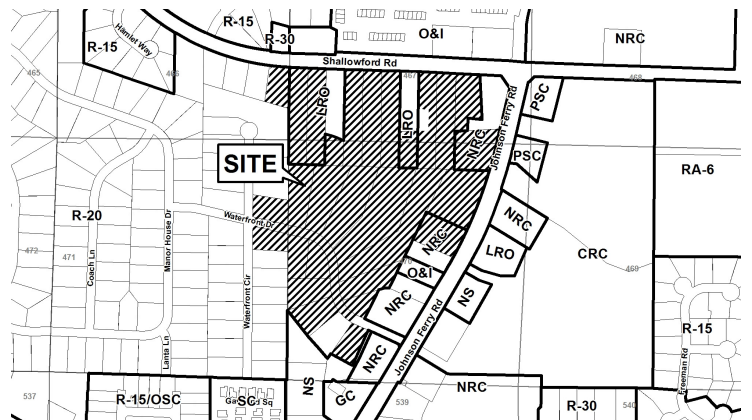 R-15
O&I
NRC
R-30
R-15
Hamlet Way
Shallowford Rd
465
466
467
468
LRO
LRO
PSC
NRC
Johnson Ferry Rd
PSC
SITE
RA-6
R-20
Waterfront Dr
NRC
NRC
LRO
CRC
472
471
Coach Ln
Manor House Dr
Waterfront Cir
470
469
O&I
NRC
NS
Johnson Ferry Rd
R-15
Freeman Rd
Lanta Ln
NRC
NS
R-15/OSC
SC
GC
NRC
R-30
537
539
540